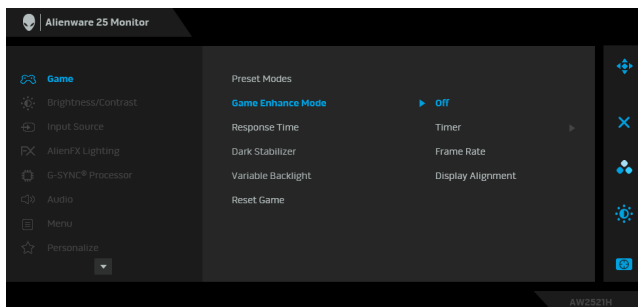 Alienware 25 Monitor
Game
Brightness/Contrast
Input Source
FX AlienFX Lighting
G-SYNC® Processor
Audio
Menu
Personalize
Preset Modes
Game Enhance Mode
Response Time
Dark Stabilizer
Variable Backlight
Reset Game
Off
Timer
Frame Rate
Display Alignment
AW2521H